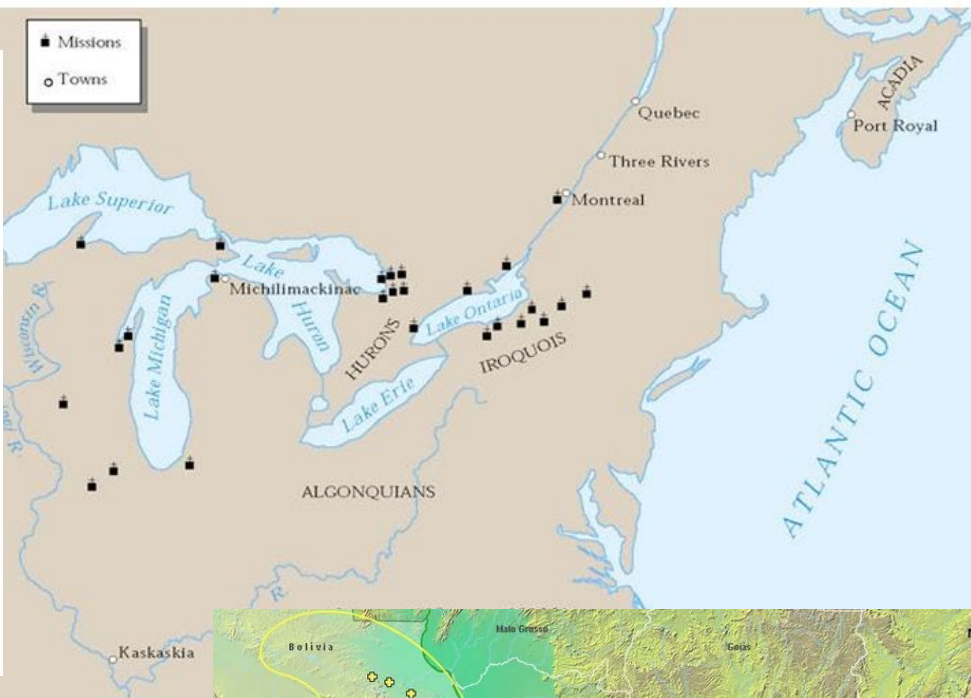 Missions
Towns
Quebec
ACADIA
Port Royal
Three Rivers
Montreal
Lake Superior
Lake
Huron
Michilimackinac
Wisconsin R.
Lake Michigan
HURONS
Lake Ontario
IROQUOIS
Lake Erie
ATLANTIC OCEAN
ALGONQUIANS
R.
Kaskaskia
Bolivia
Mato Grosso
Goiás